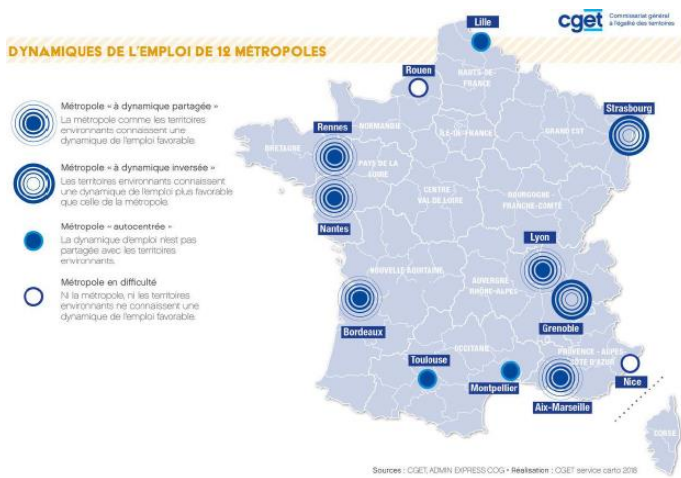 cget Commissariat général
à l'égalité des territoires
DYNAMIQUES DE L'EMPLOI DE 12 MÉTROPOLES
Métropole « à dynamique partagée »
La métropole comme les territoires
environnants connaissent une
dynamique de l'emploi favorable.
Métropole « à dynamique inversée »
Les territoires environnants connaissent
une dynamique de l'emploi plus favorable
que celle de la métropole.
Métropole « autocentrée »
La dynamique d'emploi n'est pas
partagée avec les territoires
environnants.
Métropole en difficulté
Ni la métropole, ni les territoires
environnants ne connaissent une
dynamique de l'emploi favorable.
Lille
HAUTS-DE-
FRANCE
Rouen
Strasbourg
NORMANDIE
ÎLE-DE-FRANCE
GRAND EST
Rennes
BRETAGNE
PAYS DE LA
LOIRE
CENTRE
VAL DE LOIRE
BOURGOGNE
FRANCHE-COMTÉ
Nantes
Lyon
NOUVELLE-AQUITAINE
AUVERGNE
RHÔNE-ALPES
Bordeaux
Grenoble
OCCITANIE
PROVENCE - ALPES-
CÔTE D'AZUR
Toulouse
Montpellier
Nice
Aix-Marseille
CORSE
Sources : CGET, ADMIN EXPRESS COG • Réalisation : CGET service carto 2018